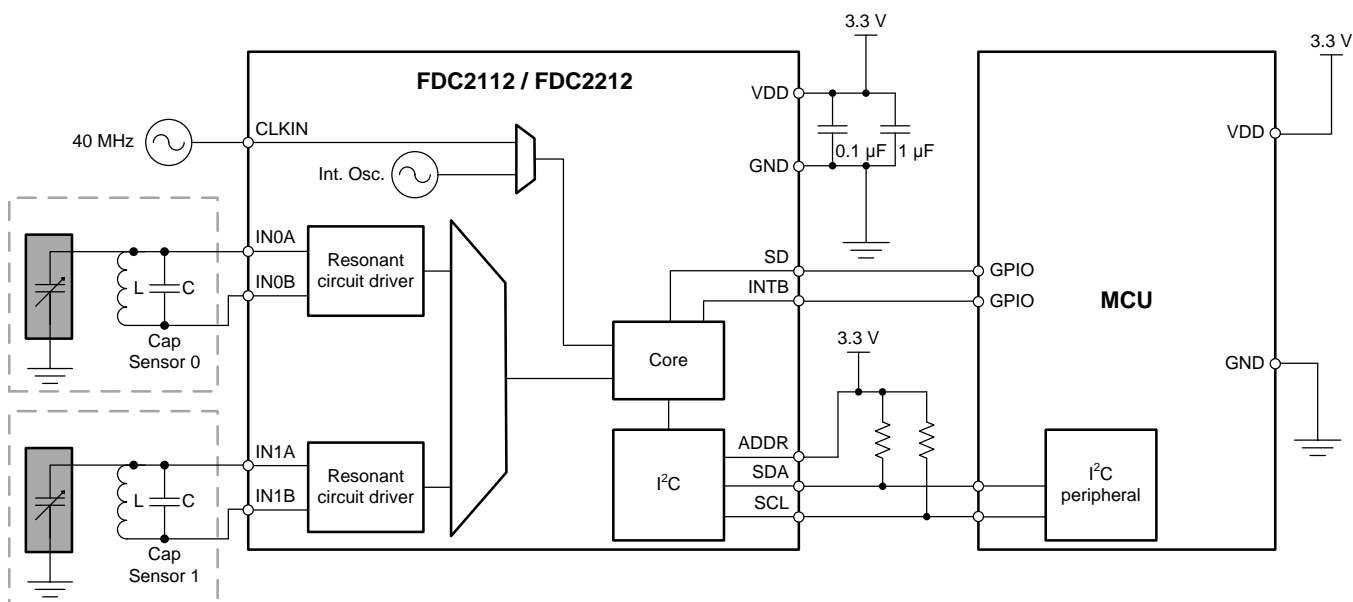 3.3 V
3.3 V
FDC2112 / FDC2212
VDD
40 MHz
CLKIN
VDD
0.1 µF
1 µF
GND
Int. Osc.
IN0A
Resonant
circuit driver
SD
GPIO
L
C
IN0B
INTB
GPIO
MCU
Cap
Sensor 0
Core
3.3 V
GND
ADDR
IN1A
Resonant
circuit driver
I²C
SDA
I²C
peripheral
L
C
IN1B
SCL
Cap
Sensor 1